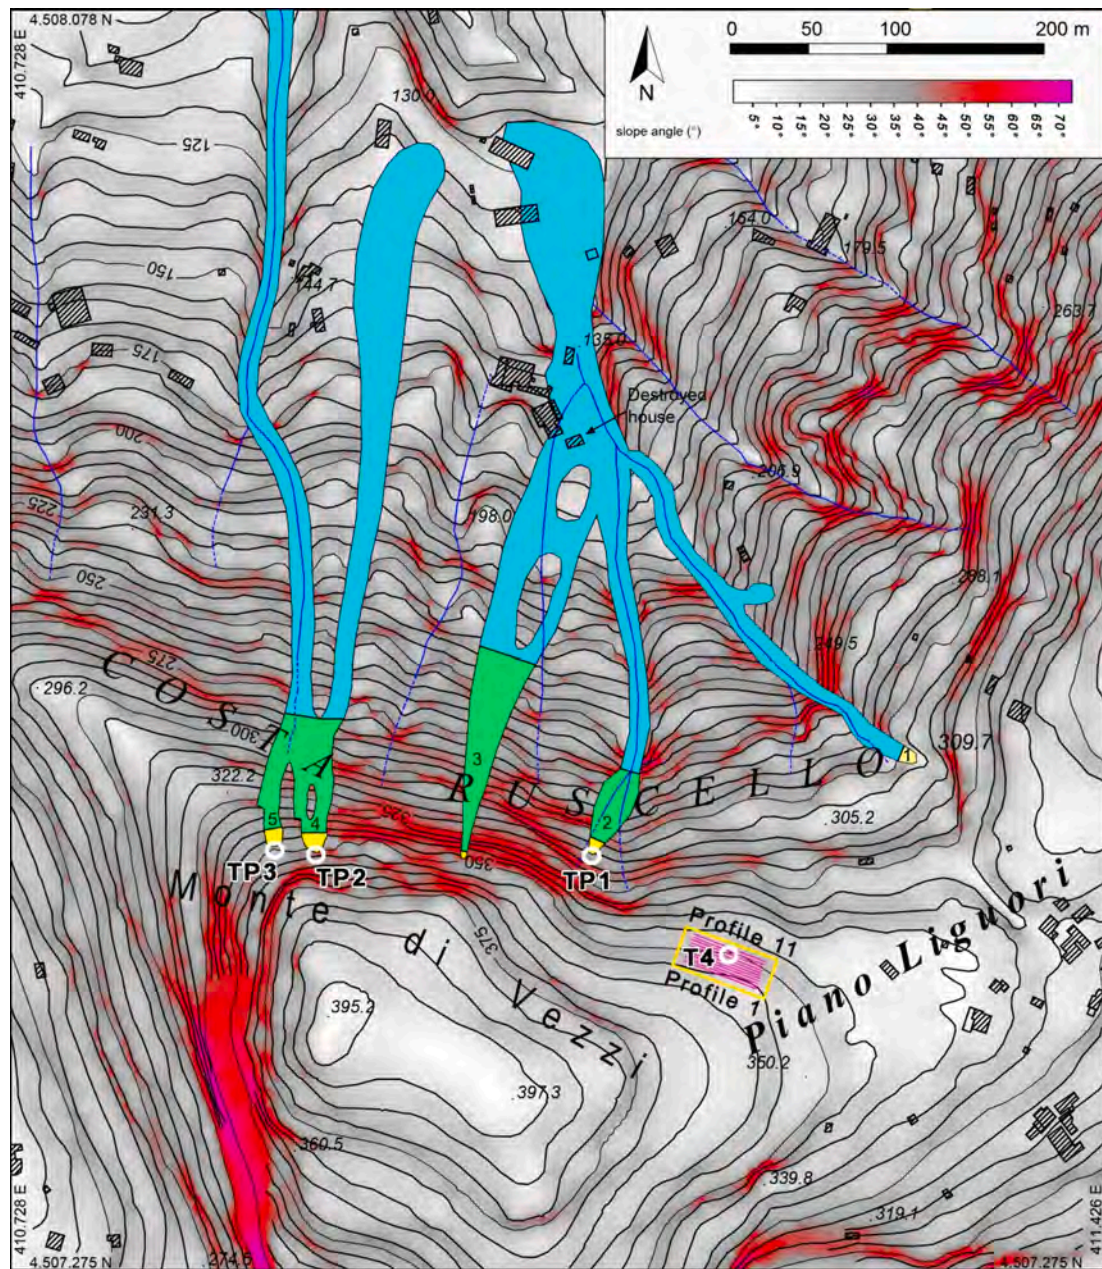 4.508.078 N
410.728 E
0 50 100 200 m
N
slope angle (°)
5° 10° 15° 20° 25° 30° 35° 40° 45° 50° 55° 60° 65° 70°
130.0
125
154.0
179.5
150
144.7
263.7
135.0
175
Destroyed
house
200
206.9
225
231.3
198.0
250
288.1
249.5
275
296.2
COSTA RUSCELLO
300
309.7
1
322.2
3
305.2
325
5
4
2
350
TP3
TP2
TP1
Monte di Vezzi
375
Profile 11
T4
Profile 1
Piano Liguori
395.2
350.2
397.3
360.5
339.8
319.1
274.6
410.728 E
4.507.275 N
411.426 E
4.507.275 N